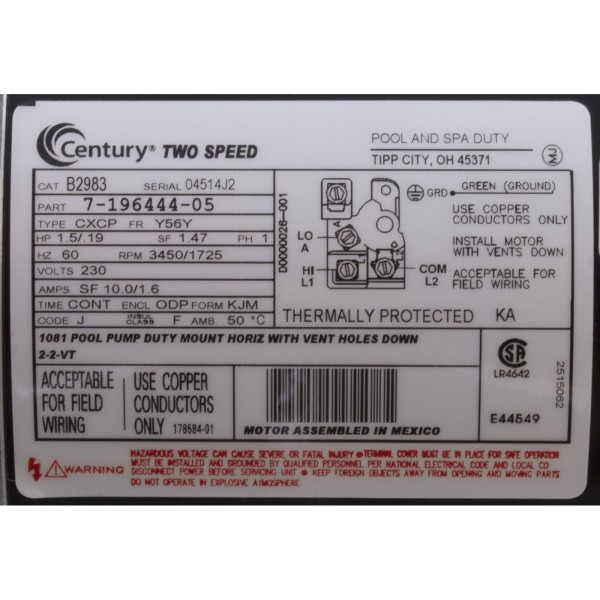 Century® TWO SPEED
POOL AND SPA DUTY
TIPP CITY, OH 45371
MJ
CAT B2983 SERIAL 04514J2
PART 7-196444-05
TYPE CXCP FR Y56Y
HP 1.5/.19 SF 1.47 PH 1
HZ 60 RPM 3450/1725
VOLTS 230
AMPS SF 10.0/1.6
TIME CONT ENCL ODP FORM KJM
CODE J INSUL CLASS F AMB. 50 °C
D0000026-001
A
LO
A
HI
L1
L1
L2
COM
L2
GRD GREEN (GROUND)
USE COPPER
CONDUCTORS ONLY
INSTALL MOTOR
WITH VENTS DOWN
ACCEPTABLE FOR
FIELD WIRING
THERMALLY PROTECTED KA
1081 POOL PUMP DUTY MOUNT HORIZ WITH VENT HOLES DOWN
2-2-VT
ACCEPTABLE
FOR FIELD
WIRING
USE COPPER
CONDUCTORS
ONLY 178584-01
MOTOR ASSEMBLED IN MEXICO
LR4642
E44549
2515062
WARNING
HAZARDOUS VOLTAGE CAN CAUSE SEVERE OR FATAL INJURY •TERMINAL COVER MUST BE IN PLACE FOR SAFE OPERATION
MUST BE INSTALLED AND GROUNDED BY QUALIFIED PERSONNEL PER NATIONAL ELECTRICAL CODE AND LOCAL CODES
DISCONNECT POWER BEFORE SERVICING UNIT • KEEP FOREIGN OBJECTS AWAY FROM OPENING AND MOVING PARTS
DO NOT OPERATE IN EXPLOSIVE ATMOSPHERE